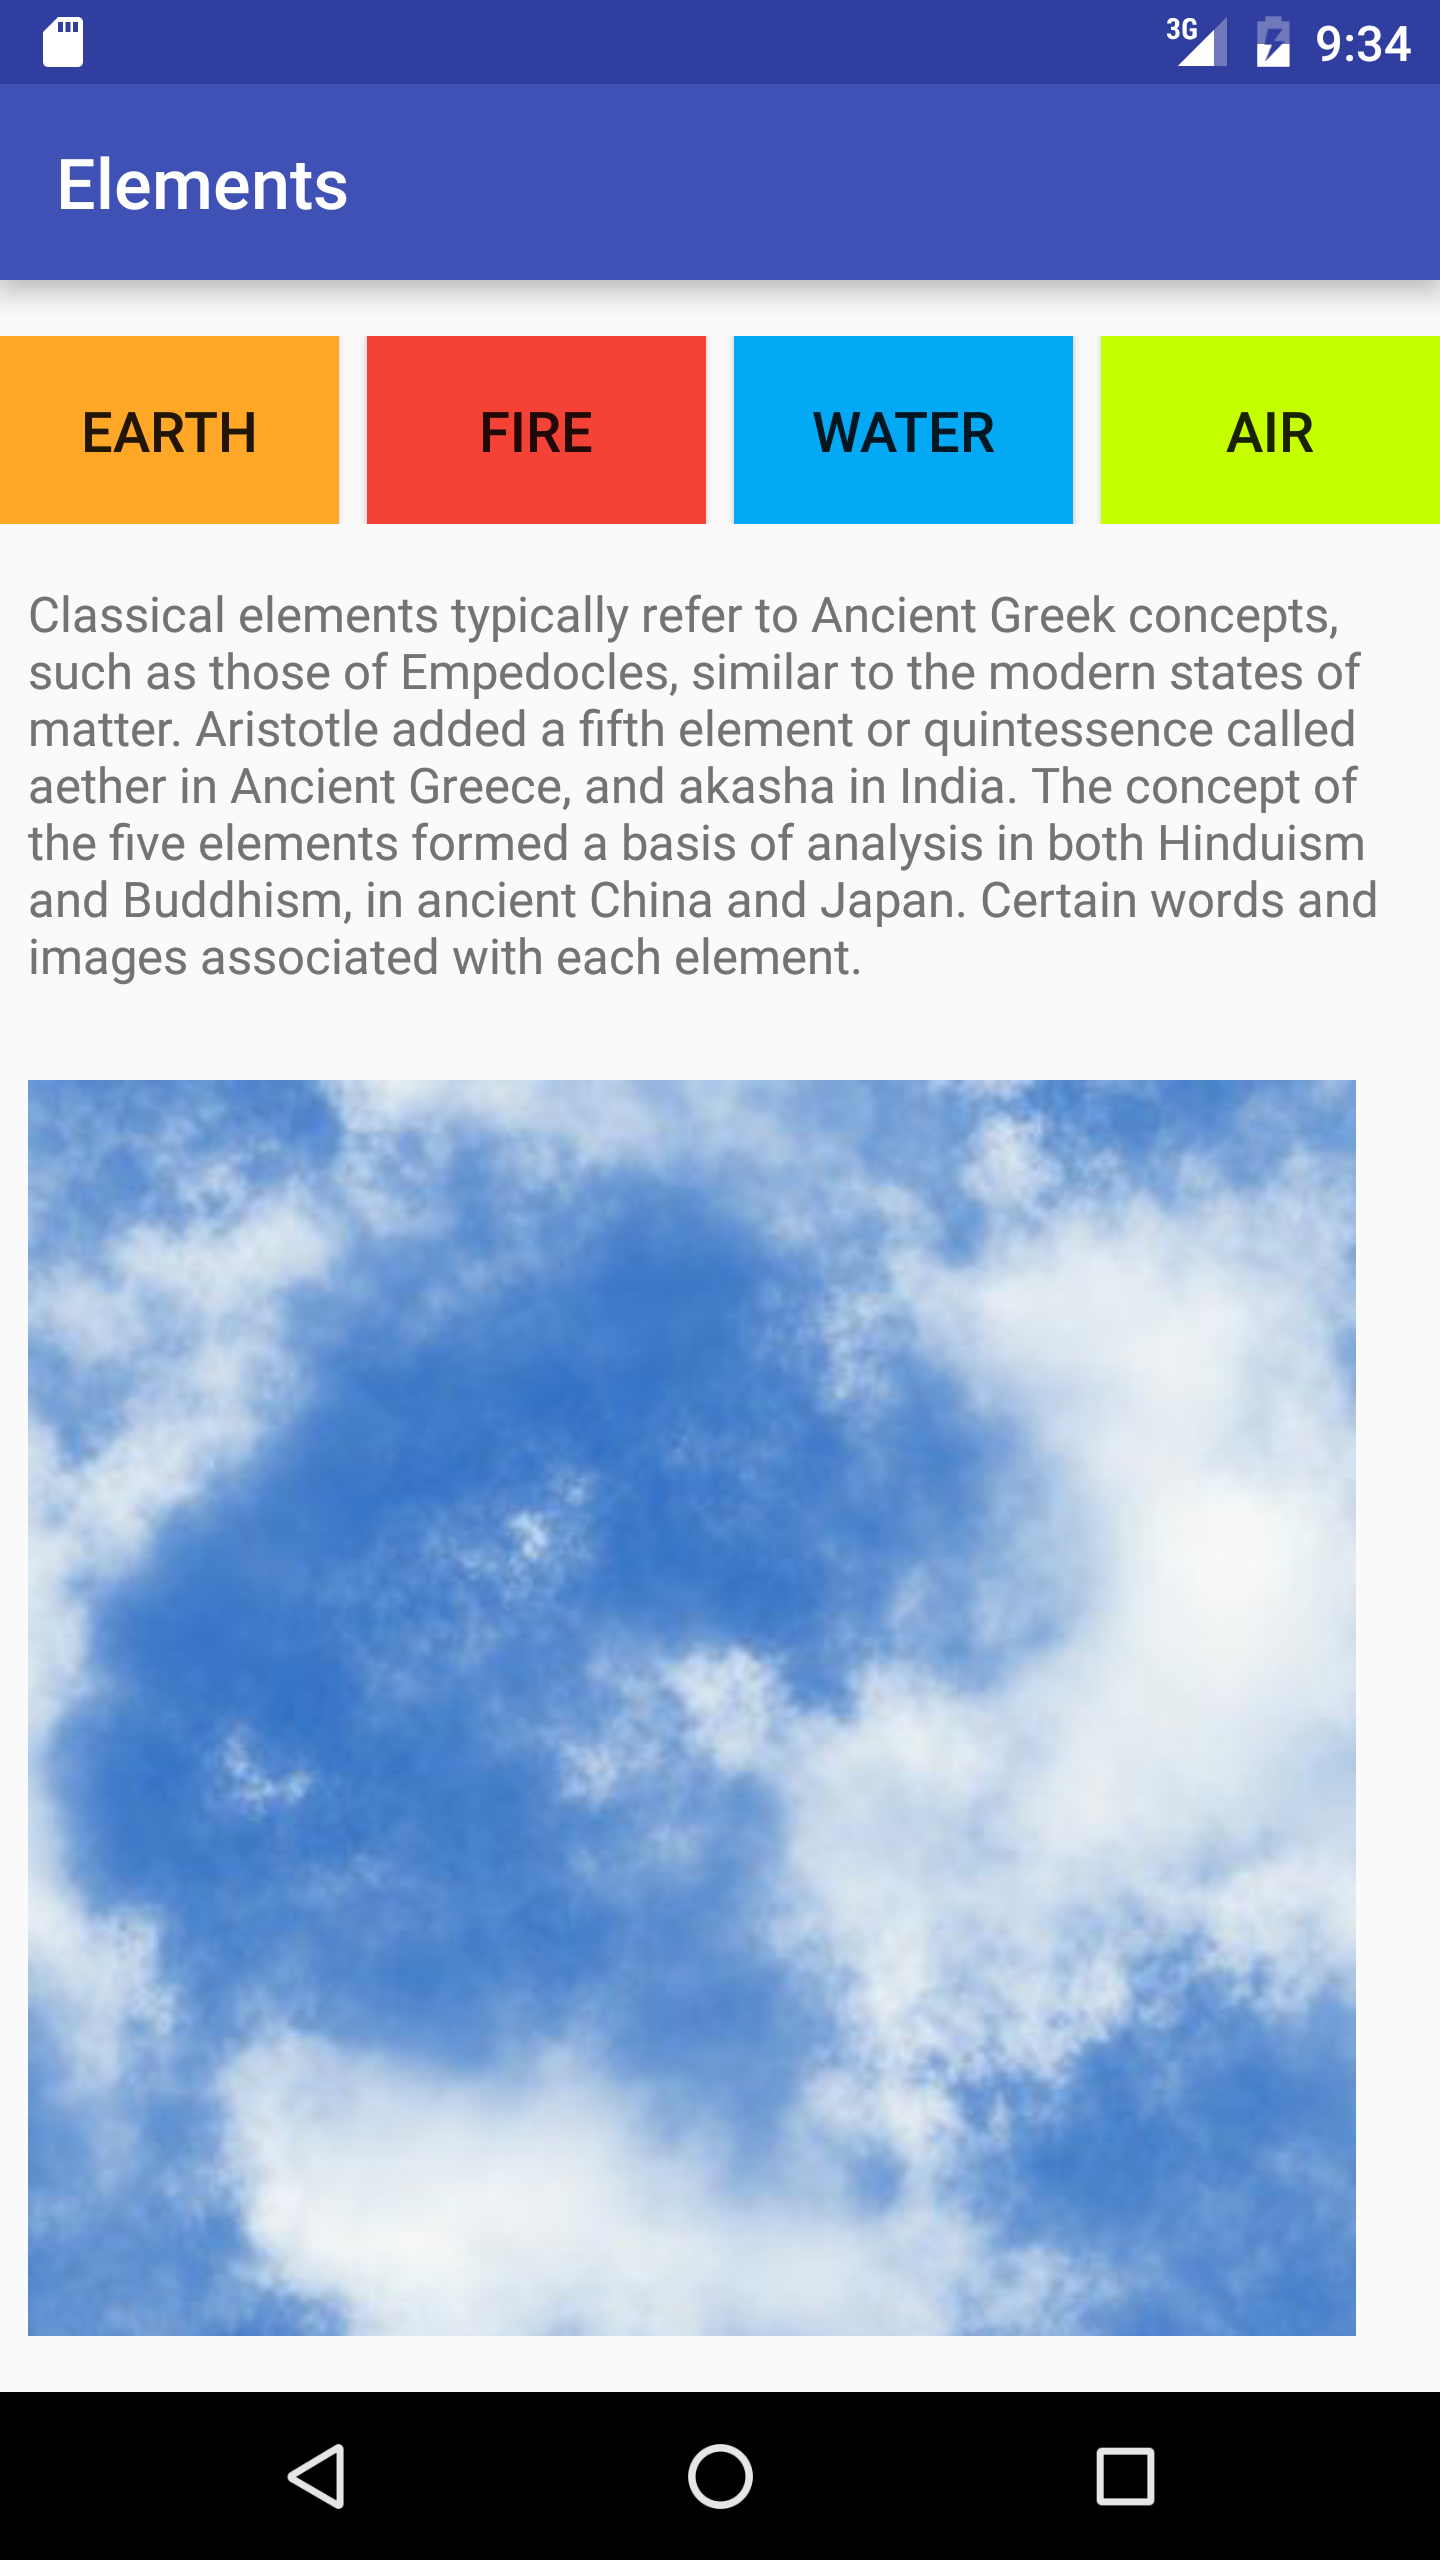 3G 9:34
Elements
EARTH FIRE WATER AIR
Classical elements typically refer to Ancient Greek concepts,
such as those of Empedocles, similar to the modern states of
matter. Aristotle added a fifth element or quintessence called
aether in Ancient Greece, and akasha in India. The concept of
the five elements formed a basis of analysis in both Hinduism
and Buddhism, in ancient China and Japan. Certain words and
images associated with each element.